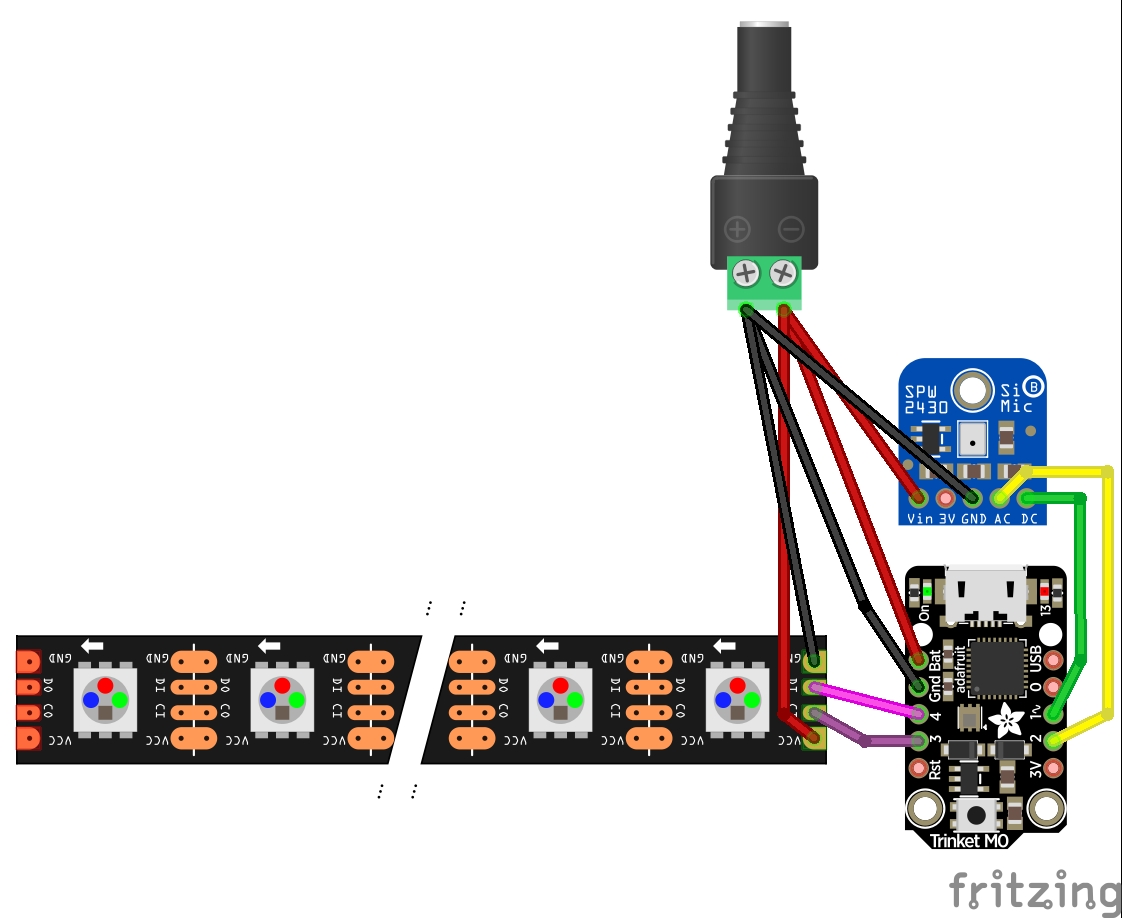 + −
SPW
2430
Si
Mic
B
Vin 3V GND AC DC
On
13
Bat
Gnd
4
3
Rst
adafruit
USB
0
1~
2
3V
Trinket M0
GND
DO
CO
VCC
GND
DI
CI
VCC
GND
DO
CO
VCC
GND
DI
CI
VCC
GND
DO
CO
VCC
GND
DI
CI
VCC
GND
DO
CO
VCC
GND
DI
VCC
fritzing